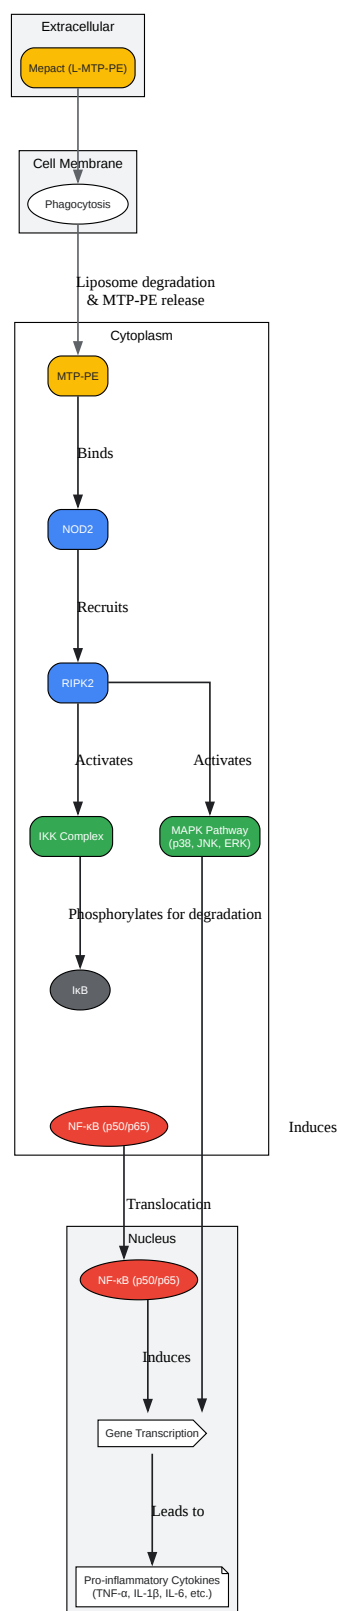 Extracellular
Mepact (L-MTP-PE)
Cell Membrane
Phagocytosis
Liposome degradation
& MTP-PE release
Cytoplasm
MTP-PE
Binds
NOD2
Recruits
RIPK2
Activates
Activates
IKK Complex
MAPK Pathway
(p38, JNK, ERK)
Phosphorylates for degradation
IκB
NF-κB (p50/p65)
Induces
Translocation
Nucleus
NF-κB (p50/p65)
Induces
Gene Transcription
Leads to
Pro-inflammatory Cytokines
(TNF-α, IL-1β, IL-6, etc.)